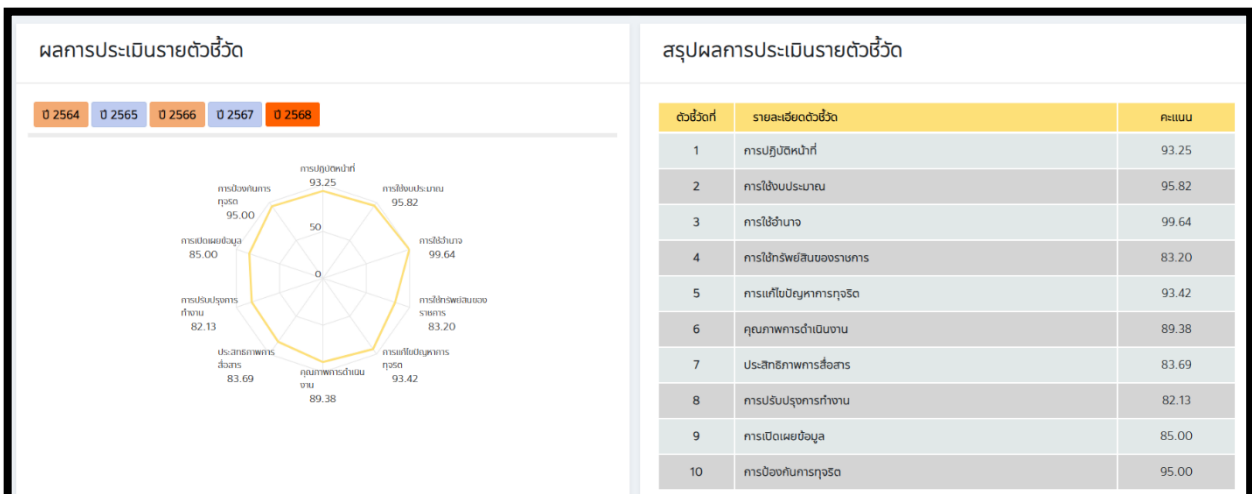 ผลการประเมินรายตัวชี้วัด
ปี 2564 ปี 2565 ปี 2566 ปี 2567 ปี 2568
การปฏิบัติหน้าที่
93.25
การใช้งบประมาณ
95.82
การใช้อำนาจ
99.64
การใช้ทรัพย์สินของ
ราชการ
83.20
การแก้ไขปัญหาการ
ทุจริต
93.42
คุณภาพการดำเนิน
งาน
89.38
ประสิทธิภาพการ
สื่อสาร
83.69
การปรับปรุงการ
ทำงาน
82.13
การเปิดเผยข้อมูล
85.00
การป้องกันการ
ทุจริต
95.00
50
0
สรุปผลการประเมินรายตัวชี้วัด
ตัวชี้วัดที่ รายละเอียดตัวชี้วัด คะแนน
1 การปฏิบัติหน้าที่ 93.25
2 การใช้งบประมาณ 95.82
3 การใช้อำนาจ 99.64
4 การใช้ทรัพย์สินของราชการ 83.20
5 การแก้ไขปัญหาการทุจริต 93.42
6 คุณภาพการดำเนินงาน 89.38
7 ประสิทธิภาพการสื่อสาร 83.69
8 การปรับปรุงการทำงาน 82.13
9 การเปิดเผยข้อมูล 85.00
10 การป้องกันการทุจริต 95.00